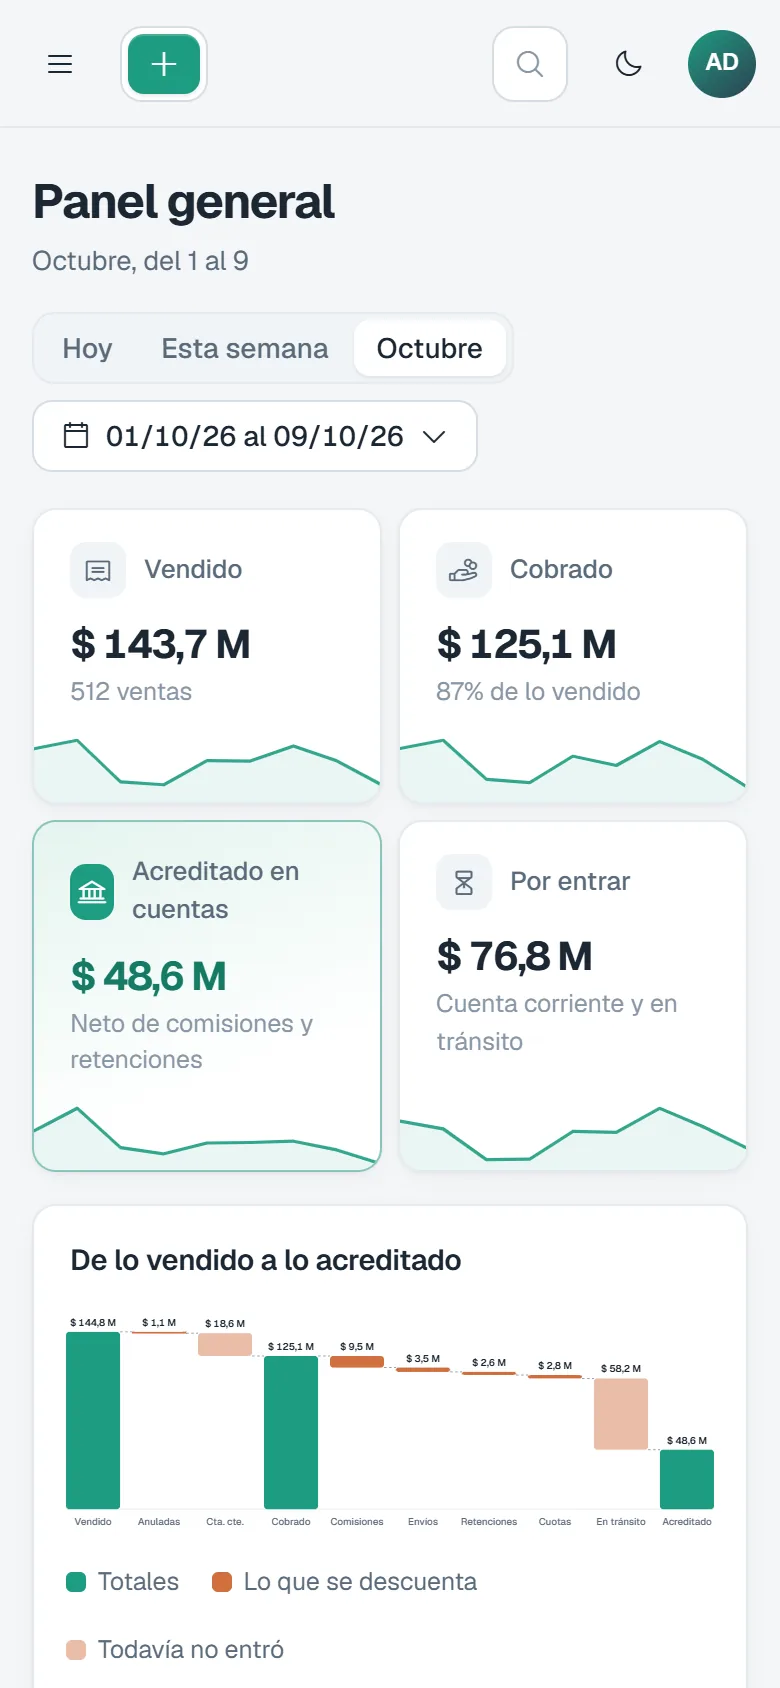 AD
Panel general
Octubre, del 1 al 9
Hoy
Esta semana
Octubre
01/10/26 al 09/10/26
Vendido
$ 143,7 M
512 ventas
Cobrado
$ 125,1 M
87% de lo vendido
Acreditado en
cuentas
$ 48,6 M
Neto de comisiones y
retenciones
Por entrar
$ 76,8 M
Cuenta corriente y en
tránsito
De lo vendido a lo acreditado
$ 144,8 M
$ 1,1 M
$ 18,6 M
$ 125,1 M
$ 9,5 M
$ 3,5 M
$ 2,6 M
$ 2,8 M
$ 58,2 M
$ 48,6 M
Vendido
Anuladas
Cta. cte.
Cobrado
Comisiones
Envíos
Retenciones
Cuotas
En tránsito
Acreditado
Totales
Lo que se descuenta
Todavía no entró